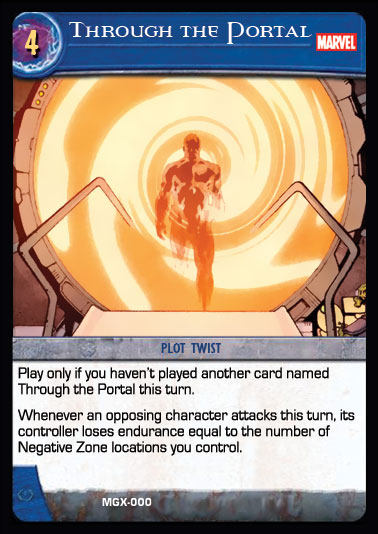 4
THROUGH THE PORTAL
MARVEL
PLOT TWIST
Play only if you haven't played another card named
Through the Portal this turn.
Whenever an opposing character attacks this turn, its
controller loses endurance equal to the number of
Negative Zone locations you control.
MGX-000